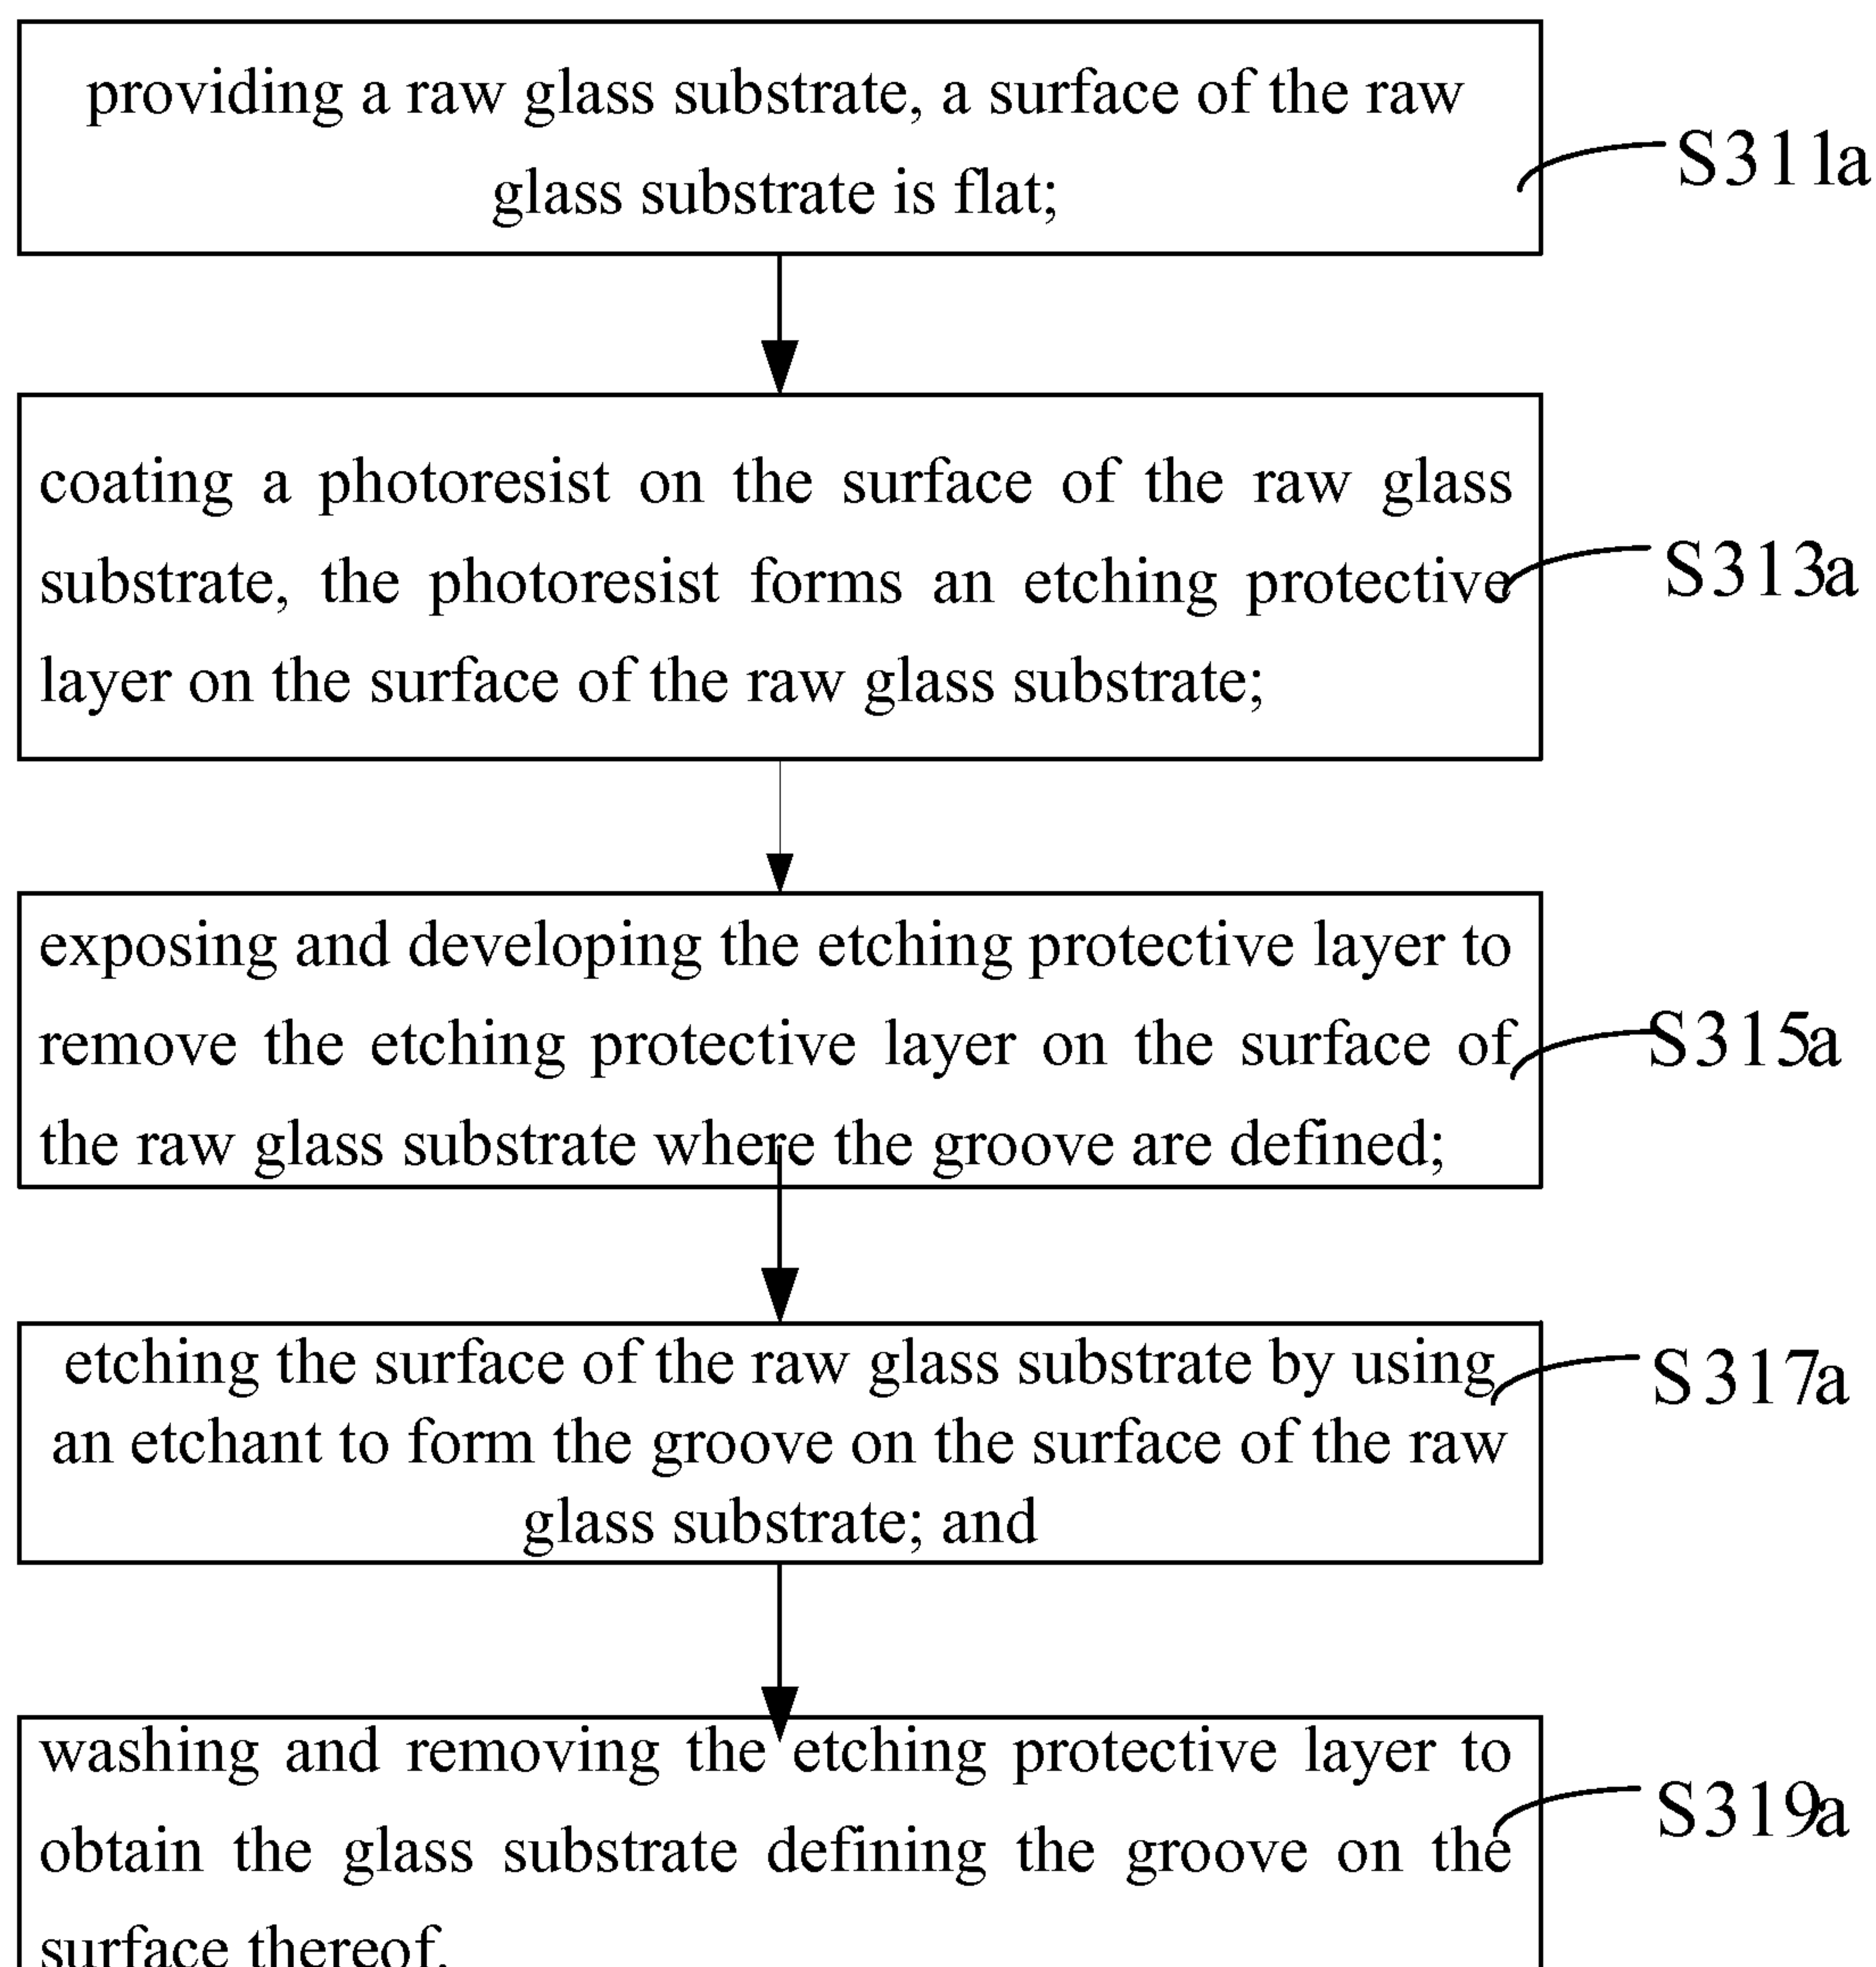 providing a raw glass substrate, a surface of the raw
glass substrate is flat;
S311a
coating a photoresist on the surface of the raw glass
substrate, the photoresist forms an etching protective
layer on the surface of the raw glass substrate;
S313a
exposing and developing the etching protective layer to
remove the etching protective layer on the surface of
the raw glass substrate where the groove are defined;
S315a
etching the surface of the raw glass substrate by using
an etchant to form the groove on the surface of the raw
glass substrate; and
S317a
washing and removing the etching protective layer to
obtain the glass substrate defining the groove on the
surface thereof.
S319a